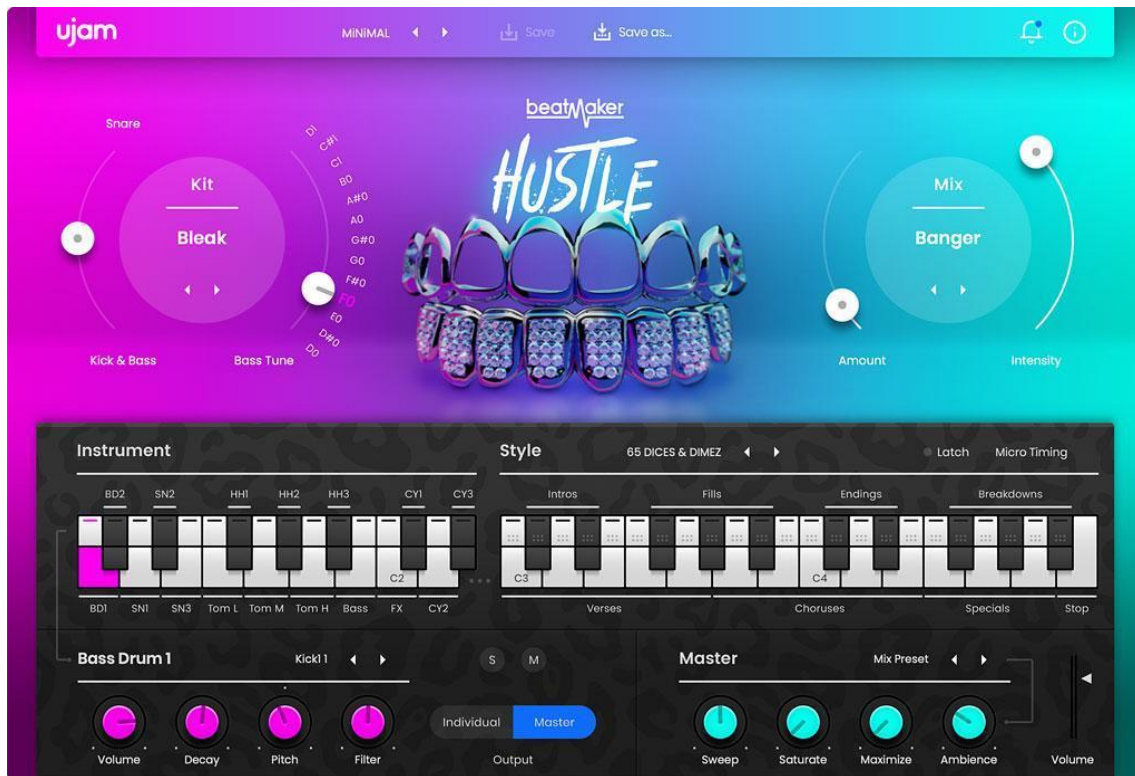 ujam
MiNiMAL
Save
Save as...
beatMaker
HUSTLE
Snare
Kit
Bleak
Kick & Bass
Bass Tune
D1
C#1
C1
B0
A#0
A0
G#0
G0
F#0
F0
E0
D#0
D0
Mix
Banger
Amount
Intensity
Instrument
BD2 SN2 HH1 HH2 HH3 CY1 CY3
C2
BD1 SN1 SN3 Tom L Tom M Tom H Bass FX CY2
Style
65 DICES & DIMEZ
Latch
Micro Timing
Intros Fills Endings Breakdowns
C3 C4
Verses Choruses Specials Stop
Bass Drum 1
Kick1 1
S M
Volume Decay Pitch Filter
Individual Master
Output
Master
Mix Preset
Sweep Saturate Maximize Ambience
Volume